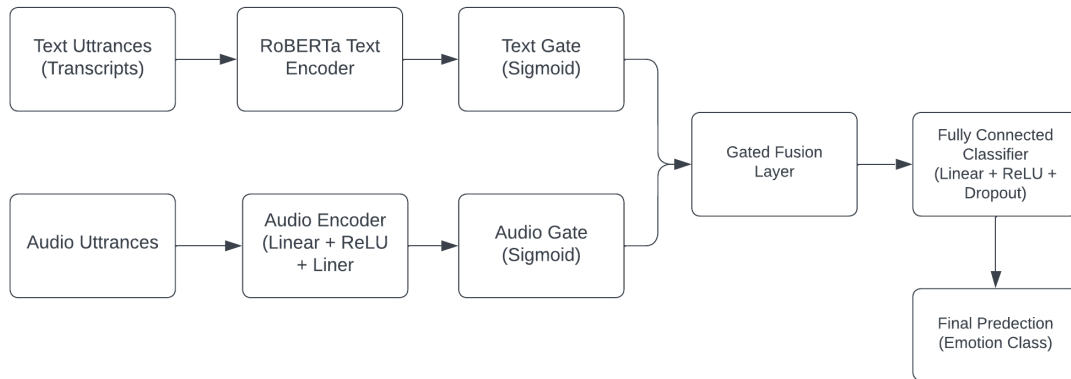 Text Uttrances
(Transcripts)
RoBERTa Text
Encoder
Text Gate
(Sigmoid)
Audio Uttrances
Audio Encoder
(Linear + ReLU
+ Liner
Audio Gate
(Sigmoid)
Gated Fusion
Layer
Fully Connected
Classifier
(Linear + ReLU +
Dropout)
Final Predection
(Emotion Class)